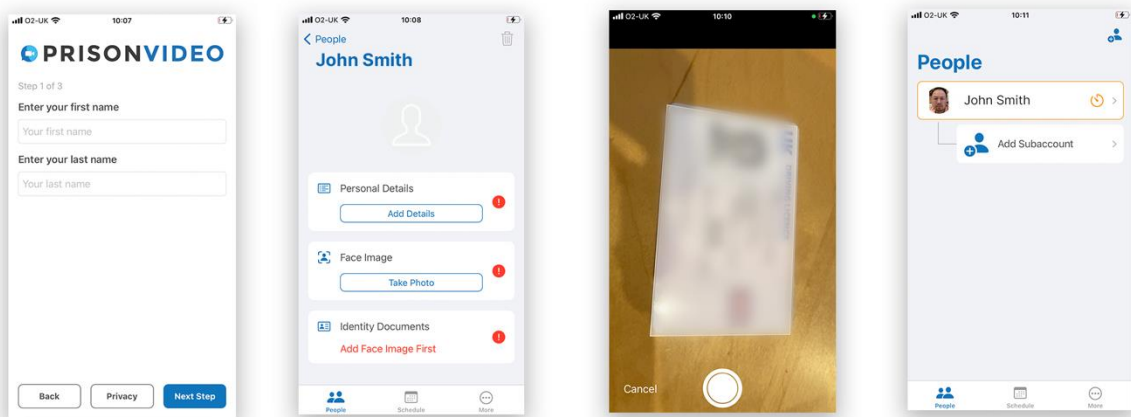 O2-UK 10:07
PRISONVIDEO
Step 1 of 3
Enter your first name
Your first name
Enter your last name
Your last name
Back Privacy Next Step
O2-UK 10:08
People
John Smith
Personal Details
Add Details
Face Image
Take Photo
Identity Documents
Add Face Image First
People Schedule More
O2-UK 10:10
Cancel
O2-UK 10:11
People
John Smith
Add Subaccount
People Schedule More